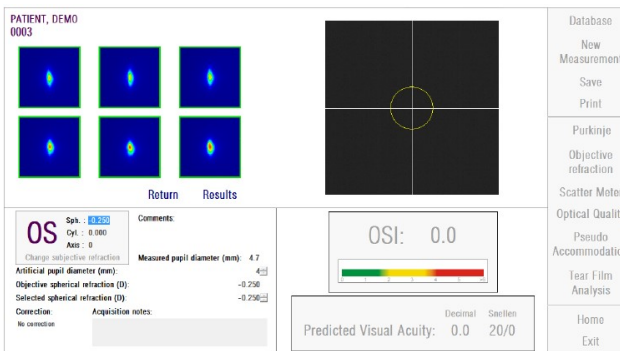 PATIENT, DEMO
0003
Return Results
OS
Sph. : -0.250
Cyl. : 0.000
Axis : 0
Change subjective refraction
Comments:
Measured pupil diameter (mm): 4.7
Artificial pupil diameter (mm): 4
Objective spherical refraction (D): -0.250
Selected spherical refraction (D): -0.250
Correction: Acquisition notes:
No correction
OSI: 0.0
Decimal Snellen
Predicted Visual Acuity: 0.0 20/0
Database
New
Measurement
Save
Print
Purkinje
Objective
refraction
Scatter Meter
Optical Quality
Pseudo
Accommodation
Tear Film
Analysis
Home
Exit